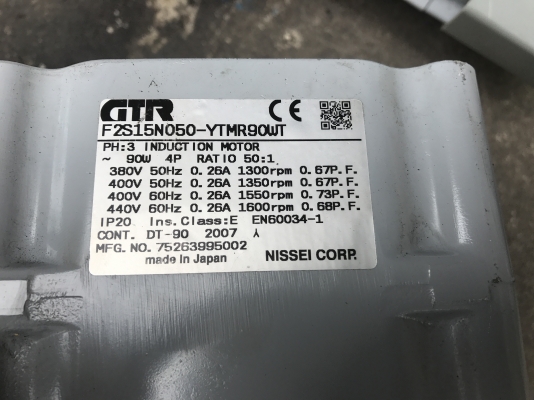 GTR CE
F2S15N050-YTMR90WT
PH:3 INDUCTION MOTOR
~ 90W 4P RATIO 50:1
380V 50Hz 0.26A 1300rpm 0.67P.F.
400V 50Hz 0.26A 1350rpm 0.67P.F.
400V 60Hz 0.26A 1550rpm 0.73P.F.
440V 60Hz 0.26A 1600rpm 0.68P.F.
IP20 Ins.Class:E EN60034-1
CONT. DT-90 2007 人
MFG.NO.75263995002
made in Japan NISSEI CORP.